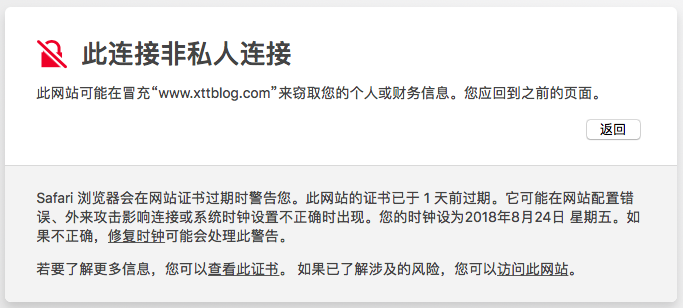 此连接非私人连接
此网站可能在冒充“www.xttblog.com”来窃取您的个人或财务信息。您应回到之前的页面。
返回
Safari 浏览器会在网站证书过期时警告您。此网站的证书已于 1 天前过期。它可能在网站配置错
误、外来攻击影响连接或系统时钟设置不正确时出现。您的时钟设为2018年8月24日 星期五。如
果不正确，修复时钟可能会处理此警告。
若要了解更多信息，您可以查看此证书。 如果已了解涉及的风险，您可以访问此网站。